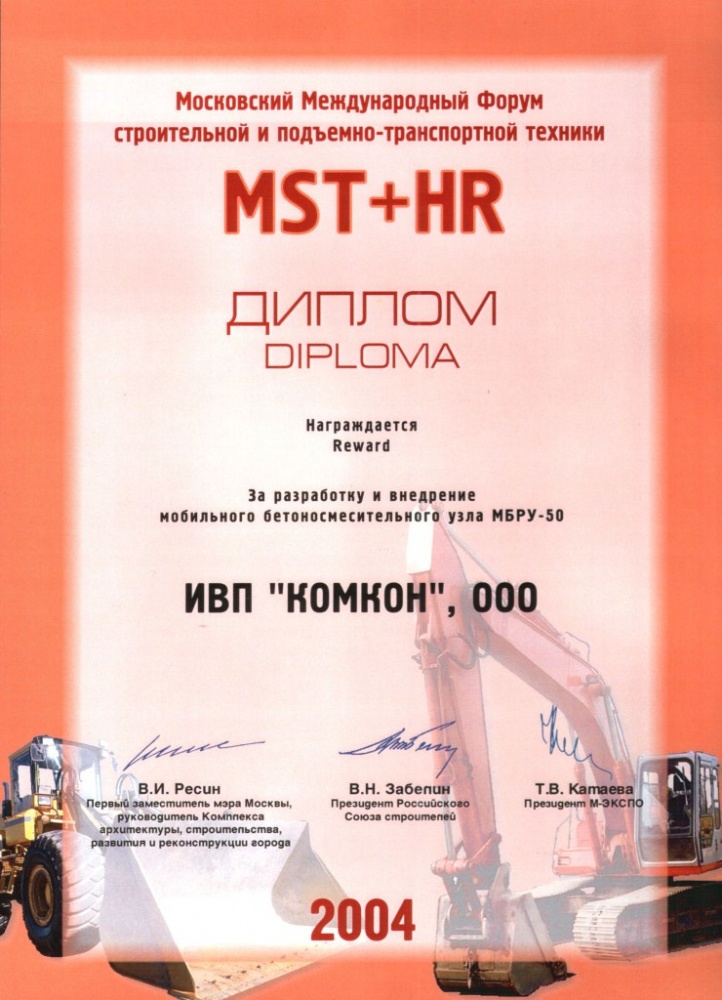 Московский Международный Форум
строительной и подъемно-транспортной техники
MST+HR
ДИПЛОМ
DIPLOMA
Награждается
Reward
За разработку и внедрение
мобильного бетоносмесительного узла МБРУ-50
ИВП "КОМКОН", ООО
В.И. Ресин
Первый заместитель мэра Москвы,
руководитель Комплекса
архитектуры, строительства,
развития и реконструкции города
В.Н. Забелин
Президент Российского
Союза строителей
Т.В. Катаева
Президент М-ЭКСПО
2004